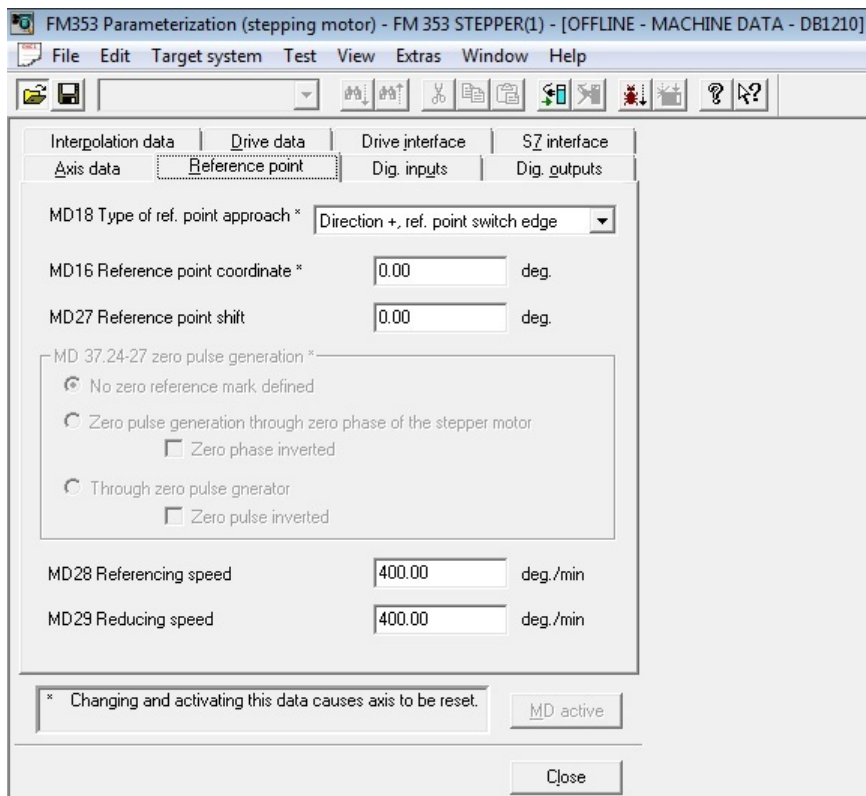 FM353 Parameterization (stepping motor) - FM 353 STEPPER(1) - [OFFLINE - MACHINE DATA - DB1210]
File Edit Target system Test View Extras Window Help
Interpolation data Drive data Drive interface S7 interface
Axis data Reference point Dig. inputs Dig. outputs
MD18 Type of ref. point approach * Direction +, ref. point switch edge
MD16 Reference point coordinate * 0.00 deg.
MD27 Reference point shift 0.00 deg.
MD 37.24-27 zero pulse generation *
No zero reference mark defined
Zero pulse generation through zero phase of the stepper motor
Zero phase inverted
Through zero pulse gnerator
Zero pulse inverted
MD28 Referencing speed 400.00 deg./min
MD29 Reducing speed 400.00 deg./min
* Changing and activating this data causes axis to be reset. MD active
Close